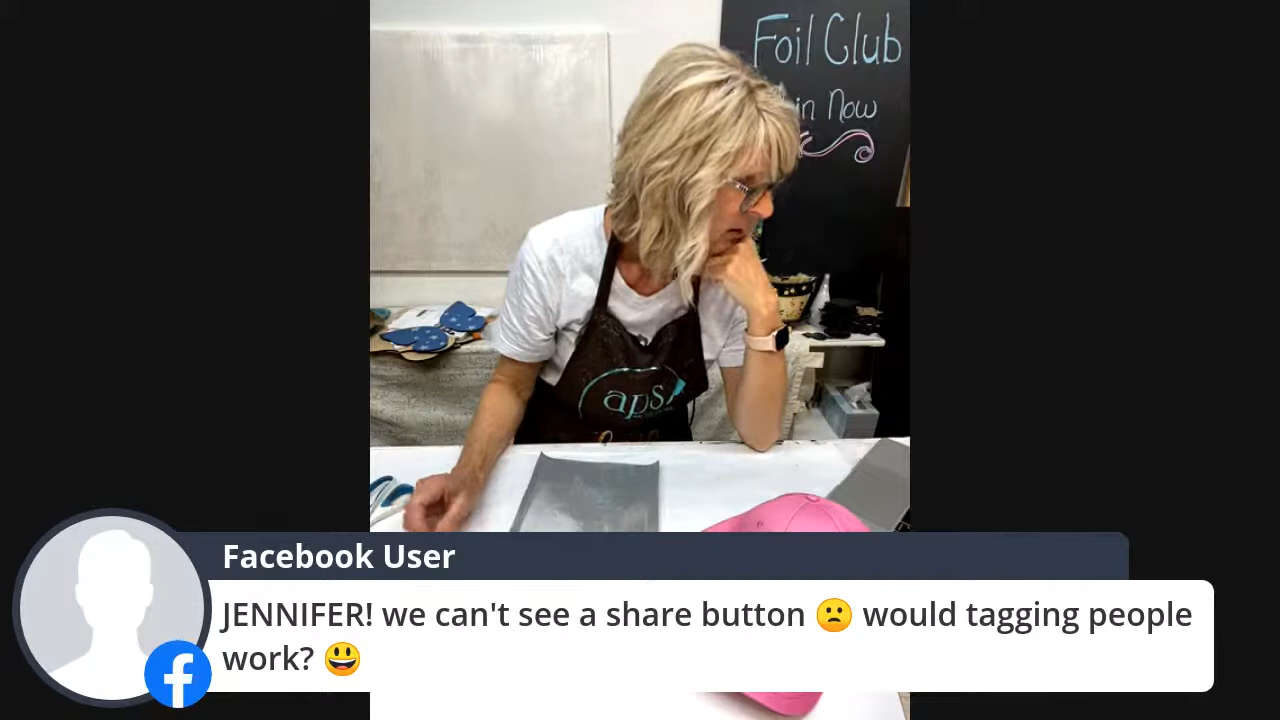 Foil Club
in Now
aps
Facebook User
JENNIFER! we can't see a share button 🙁 would tagging people
work? 😃